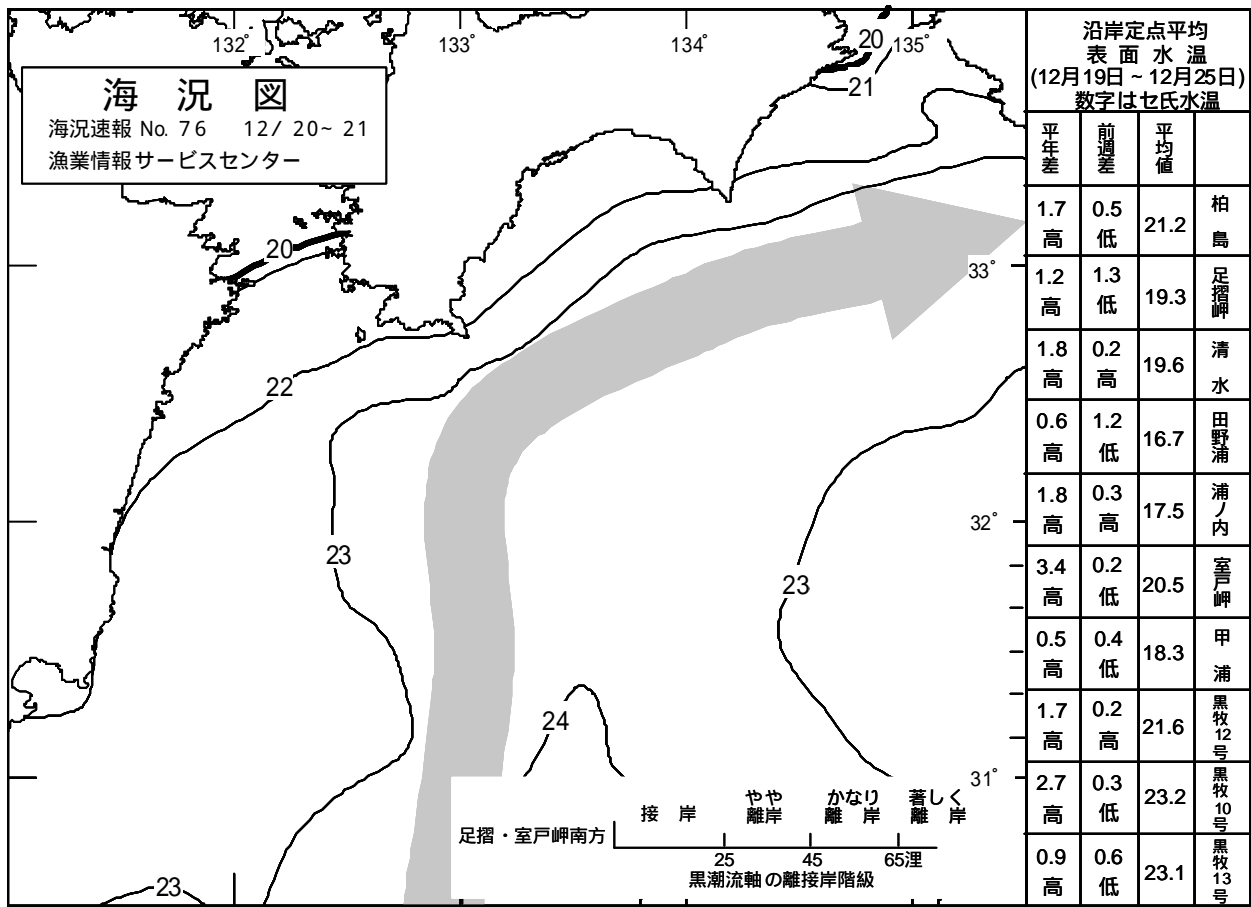 海 況 図
海況速報 No. 76 12/ 20~ 21
漁業情報サービスセンター
132°
133°
134°
135°
20
21
20
22
33°
32°
31°
23
23
24
23
足摺・室戸岬南方
接 岸
やや
離岸
かなり
離 岸
著しく
離 岸
25 45 65浬
黒潮流軸の離接岸階級
沿岸定点平均
表 面 水 温
(12月19日 ~ 12月25日)
数字はセ氏水温
平年差 前週差 平均値
1.7高 0.5低 21.2 柏島
1.2高 1.3低 19.3 足摺岬
1.8高 0.2高 19.6 清水
0.6高 1.2低 16.7 田野浦
1.8高 0.3高 17.5 浦ノ内
3.4高 0.2低 20.5 室戸岬
0.5高 0.4低 18.3 甲浦
1.7高 0.2高 21.6 黒牧12号
2.7高 0.3低 23.2 黒牧10号
0.9高 0.6低 23.1 黒牧13号